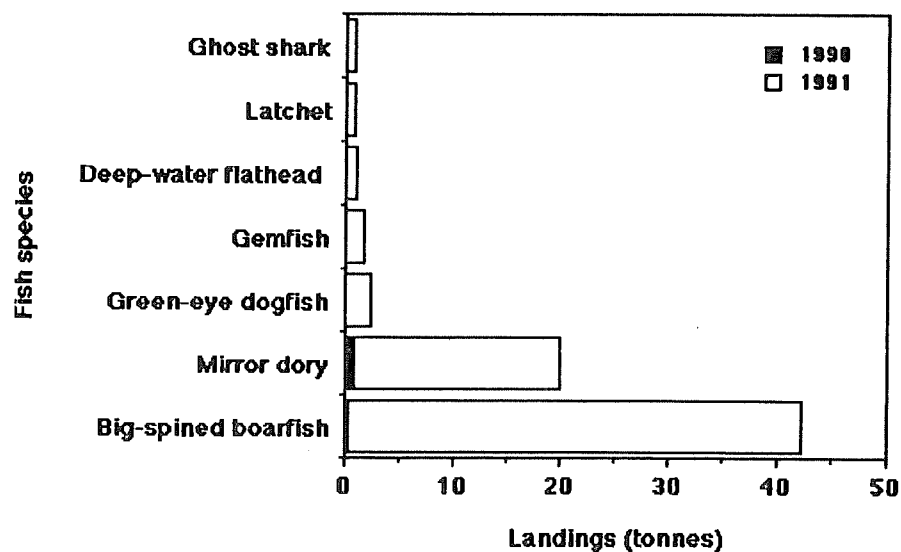 Ghost shark
Latchet
Deep-water flathead
Gemfish
Green-eye dogfish
Mirror dory
Big-spined boarfish
Fish species
1990
1991
0 10 20 30 40 50
Landings (tonnes)